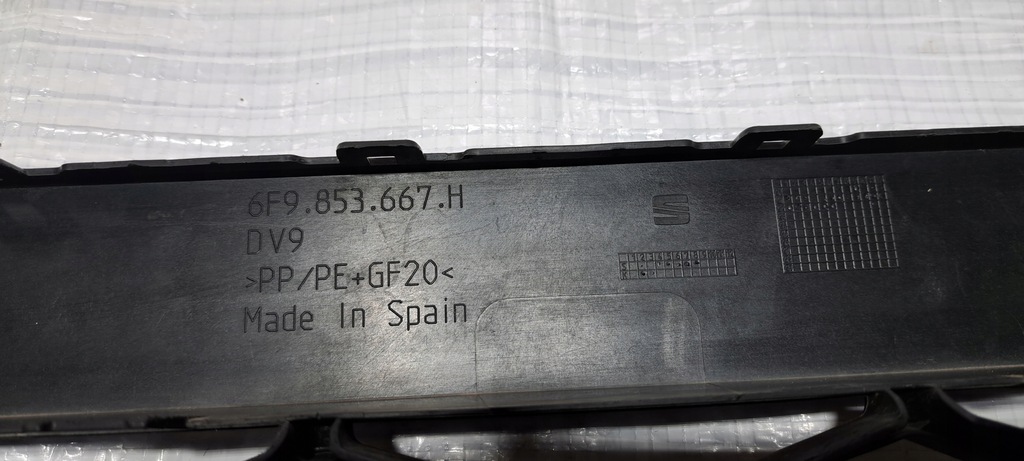 6F9.853.667.H
DV9
>PP/PE+GF20<
Made In Spain